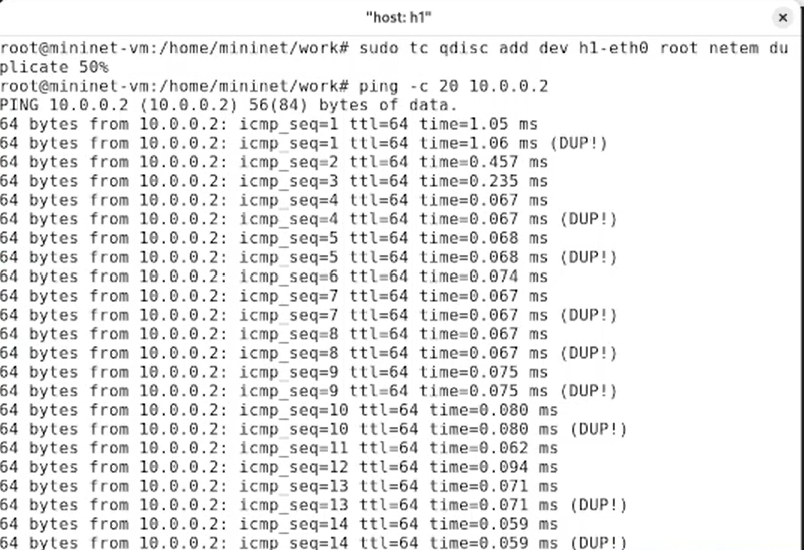 "host: h1"
root@mininet-vm:/home/mininet/work# sudo tc qdisc add dev h1-eth0 root netem du
plicate 50%
root@mininet-vm:/home/mininet/work# ping -c 20 10.0.0.2
PING 10.0.0.2 (10.0.0.2) 56(84) bytes of data.
64 bytes from 10.0.0.2: icmp_seq=1 ttl=64 time=1.05 ms
64 bytes from 10.0.0.2: icmp_seq=1 ttl=64 time=1.06 ms (DUP!)
64 bytes from 10.0.0.2: icmp_seq=2 ttl=64 time=0.457 ms
64 bytes from 10.0.0.2: icmp_seq=3 ttl=64 time=0.235 ms
64 bytes from 10.0.0.2: icmp_seq=4 ttl=64 time=0.067 ms
64 bytes from 10.0.0.2: icmp_seq=4 ttl=64 time=0.067 ms (DUP!)
64 bytes from 10.0.0.2: icmp_seq=5 ttl=64 time=0.068 ms
64 bytes from 10.0.0.2: icmp_seq=5 ttl=64 time=0.068 ms (DUP!)
64 bytes from 10.0.0.2: icmp_seq=6 ttl=64 time=0.074 ms
64 bytes from 10.0.0.2: icmp_seq=7 ttl=64 time=0.067 ms
64 bytes from 10.0.0.2: icmp_seq=7 ttl=64 time=0.067 ms (DUP!)
64 bytes from 10.0.0.2: icmp_seq=8 ttl=64 time=0.067 ms
64 bytes from 10.0.0.2: icmp_seq=8 ttl=64 time=0.067 ms (DUP!)
64 bytes from 10.0.0.2: icmp_seq=9 ttl=64 time=0.075 ms
64 bytes from 10.0.0.2: icmp_seq=9 ttl=64 time=0.075 ms (DUP!)
64 bytes from 10.0.0.2: icmp_seq=10 ttl=64 time=0.080 ms
64 bytes from 10.0.0.2: icmp_seq=10 ttl=64 time=0.080 ms (DUP!)
64 bytes from 10.0.0.2: icmp_seq=11 ttl=64 time=0.062 ms
64 bytes from 10.0.0.2: icmp_seq=12 ttl=64 time=0.094 ms
64 bytes from 10.0.0.2: icmp_seq=13 ttl=64 time=0.071 ms
64 bytes from 10.0.0.2: icmp_seq=13 ttl=64 time=0.071 ms (DUP!)
64 bytes from 10.0.0.2: icmp_seq=14 ttl=64 time=0.059 ms
64 bytes from 10.0.0.2: icmp_seq=14 ttl=64 time=0.059 ms (DUP!)